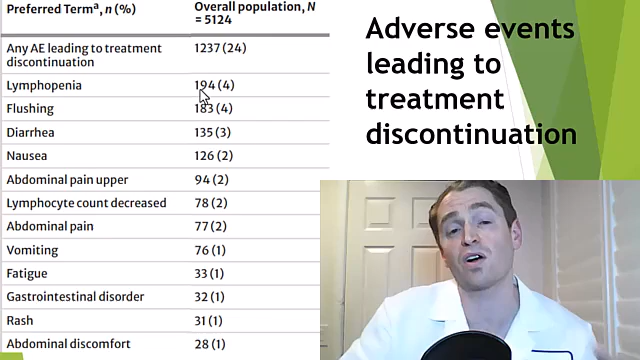 Preferred Termᵃ, n (%) Overall population, N
= 5124
Any AE leading to treatment 1237 (24)
discontinuation
Lymphopenia 194 (4)
Flushing 183 (4)
Diarrhea 135 (3)
Nausea 126 (2)
Abdominal pain upper 94 (2)
Lymphocyte count decreased 78 (2)
Abdominal pain 77 (2)
Vomiting 76 (1)
Fatigue 33 (1)
Gastrointestinal disorder 32 (1)
Rash 31 (1)
Abdominal discomfort 28 (1)
Adverse events
leading to
treatment
discontinuation